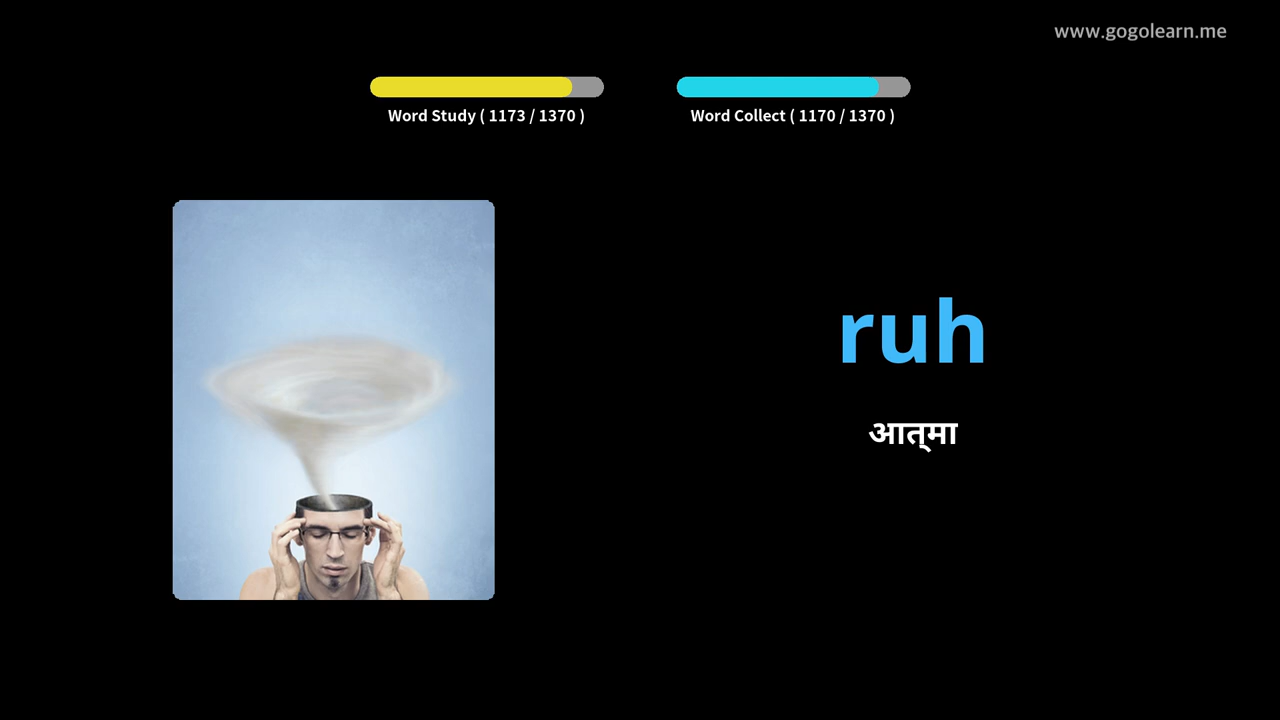 www.gogolearn.me
Word Study ( 1173 / 1370 )
Word Collect ( 1170 / 1370 )
ruh
आत्‌मा